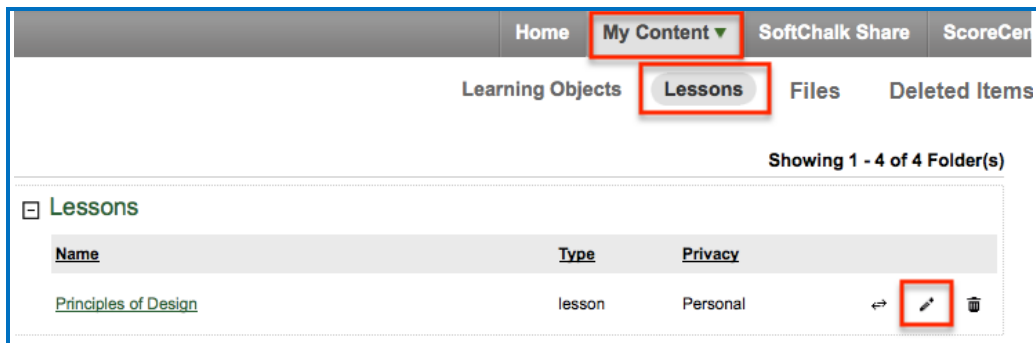 Home My Content ▼ SoftChalk Share
Learning Objects Lessons Files Deleted Items
Showing 1 - 4 of 4 Folder(s)
Lessons
Name Type Privacy
Principles of Design lesson Personal